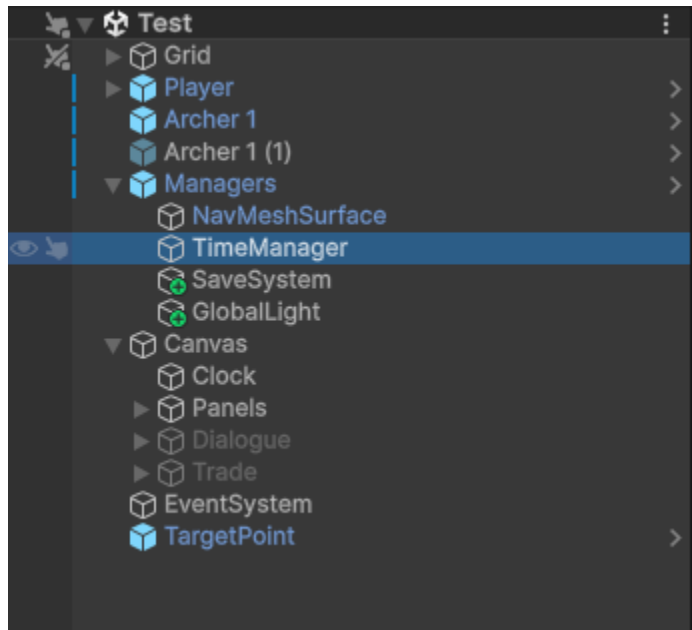 Test
Grid
Player
Archer 1
Archer 1 (1)
Managers
NavMeshSurface
TimeManager
SaveSystem
GlobalLight
Canvas
Clock
Panels
Dialogue
Trade
EventSystem
TargetPoint